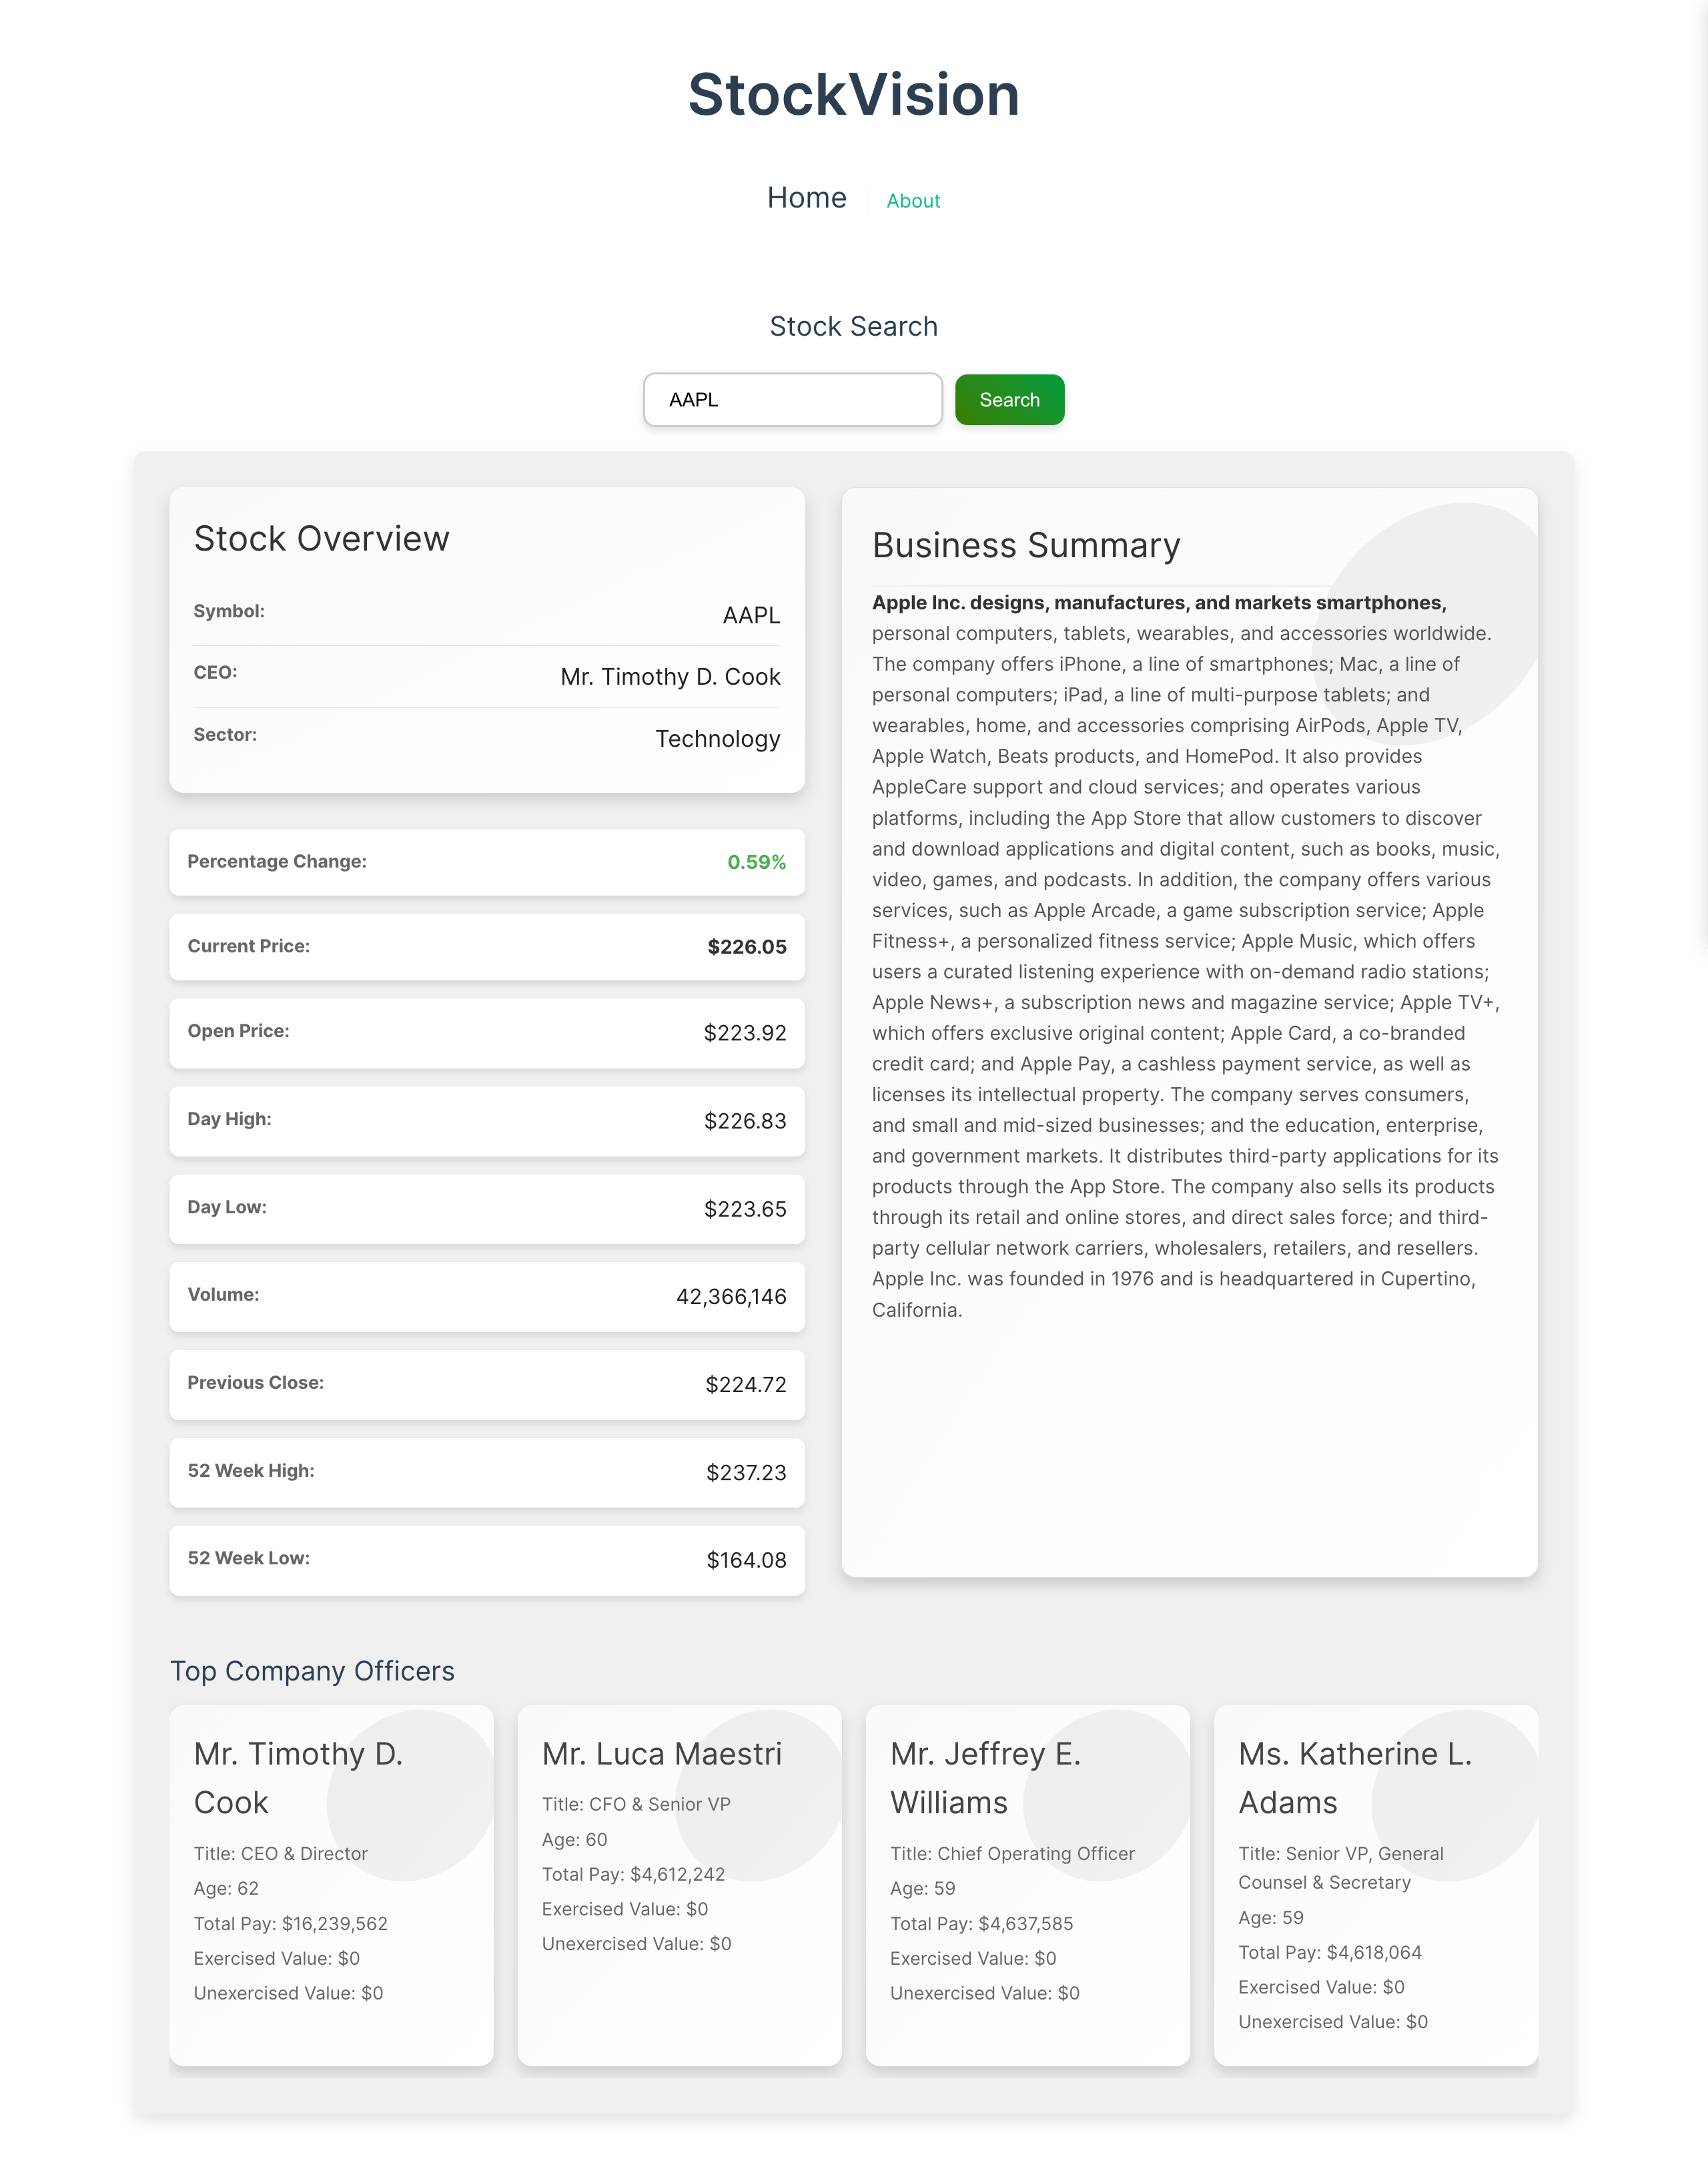 StockVision
Home
About
Stock Search
AAPL
Search
Stock Overview
Symbol:
AAPL
CEO:
Mr. Timothy D. Cook
Sector:
Technology
Percentage Change:
0.59%
Current Price:
$226.05
Open Price:
$223.92
Day High:
$226.83
Day Low:
$223.65
Volume:
42,366,146
Previous Close:
$224.72
52 Week High:
$237.23
52 Week Low:
$164.08
Business Summary
Apple Inc. designs, manufactures, and markets smartphones,
personal computers, tablets, wearables, and accessories worldwide.
The company offers iPhone, a line of smartphones; Mac, a line of
personal computers; iPad, a line of multi-purpose tablets; and
wearables, home, and accessories comprising AirPods, Apple TV,
Apple Watch, Beats products, and HomePod. It also provides
AppleCare support and cloud services; and operates various
platforms, including the App Store that allow customers to discover
and download applications and digital content, such as books, music,
video, games, and podcasts. In addition, the company offers various
services, such as Apple Arcade, a game subscription service; Apple
Fitness+, a personalized fitness service; Apple Music, which offers
users a curated listening experience with on-demand radio stations;
Apple News+, a subscription news and magazine service; Apple TV+,
which offers exclusive original content; Apple Card, a co-branded
credit card; and Apple Pay, a cashless payment service, as well as
licenses its intellectual property. The company serves consumers,
and small and mid-sized businesses; and the education, enterprise,
and government markets. It distributes third-party applications for its
products through the App Store. The company also sells its products
through its retail and online stores, and direct sales force; and third-
party cellular network carriers, wholesalers, retailers, and resellers.
Apple Inc. was founded in 1976 and is headquartered in Cupertino,
California.
Top Company Officers
Mr. Timothy D.
Cook
Title: CEO & Director
Age: 62
Total Pay: $16,239,562
Exercised Value: $0
Unexercised Value: $0
Mr. Luca Maestri
Title: CFO & Senior VP
Age: 60
Total Pay: $4,612,242
Exercised Value: $0
Unexercised Value: $0
Mr. Jeffrey E.
Williams
Title: Chief Operating Officer
Age: 59
Total Pay: $4,637,585
Exercised Value: $0
Unexercised Value: $0
Ms. Katherine L.
Adams
Title: Senior VP, General
Counsel & Secretary
Age: 59
Total Pay: $4,618,064
Exercised Value: $0
Unexercised Value: $0